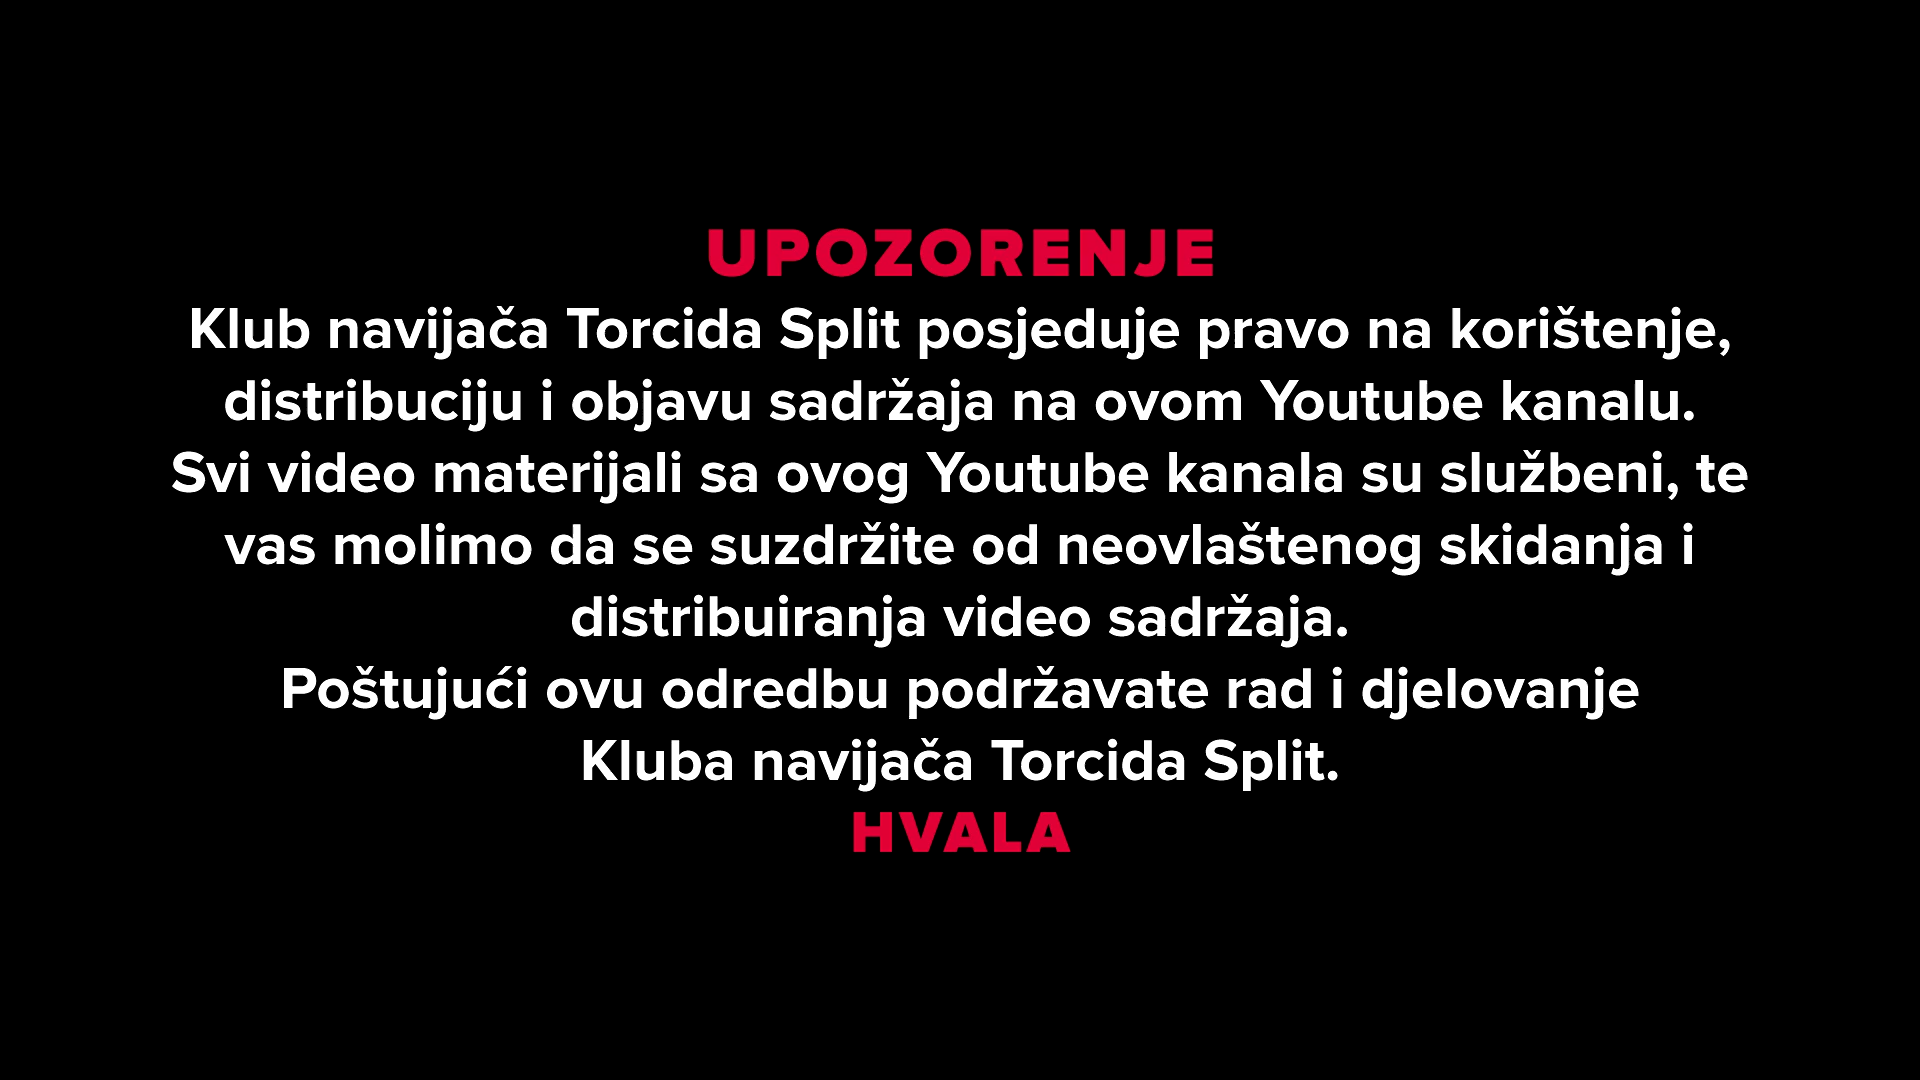 UPOZORENJE
Klub navijača Torcida Split posjeduje pravo na korištenje,
distribuciju i objavu sadržaja na ovom Youtube kanalu.
Svi video materijali sa ovog Youtube kanala su službeni, te
vas molimo da se suzdržite od neovlaštenog skidanja i
distribuiranja video sadržaja.
Poštujući ovu odredbu podržavate rad i djelovanje
Kluba navijača Torcida Split.
HVALA